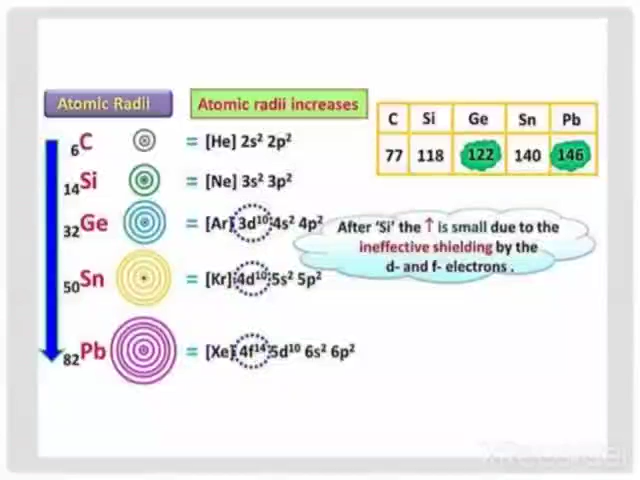 Atomic Radii
Atomic radii increases
C Si Ge Sn Pb
77 118 122 140 146
₆C = [He] 2s² 2p²
₁₄Si = [Ne] 3s² 3p²
₃₂Ge = [Ar] 3d¹⁰ 4s² 4p²
After 'Si' the ↑ is small due to the
ineffective shielding by the
d- and f- electrons .
₅₀Sn = [Kr] 4d¹⁰ 5s² 5p²
₈₂Pb = [Xe] 4f¹⁴ 5d¹⁰ 6s² 6p²